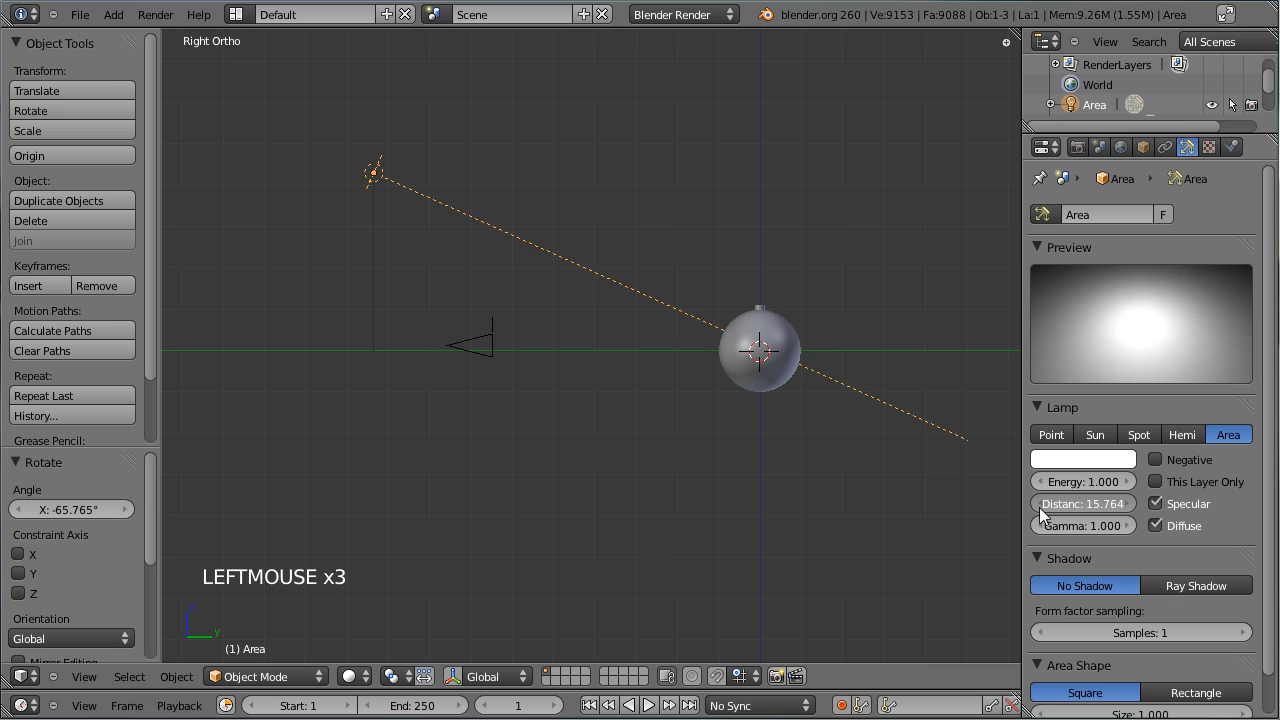 File Add Render Help Default Scene Blender Render blender.org 260 | Ve:9153 | Fa:9088 | Ob:1-3 | La:1 | Mem:9.26M (1.55M) | Area
Object Tools
Transform:
Translate
Rotate
Scale
Origin
Object:
Duplicate Objects
Delete
Join
Keyframes:
Insert Remove
Motion Paths:
Calculate Paths
Clear Paths
Repeat:
Repeat Last
History...
Grease Pencil:
Rotate
Angle
X: -65.765°
Constraint Axis
X
Y
Z
Orientation
Global
Right Ortho
LEFTMOUSE x3
z
y
(1) Area
View Select Object Object Mode Global
View Frame Playback Start: End: 250 1 No Sync
View Search All Scenes
RenderLayers |
World
Area |
Area Area
Area F
Preview
Lamp
Point Sun Spot Hemi Area
Negative
Energy: 1.000 This Layer Only
Distanc: 15.764 Specular
Gamma: 1.000 Diffuse
Shadow
No Shadow Ray Shadow
Form factor sampling:
Samples: 1
Area Shape
Square Rectangle
Size: 1.000